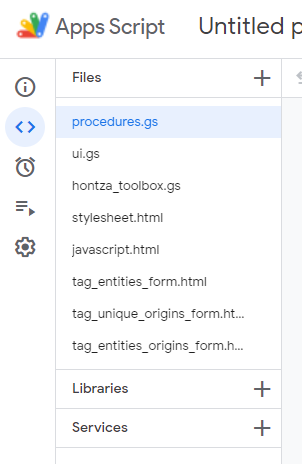 Apps Script Untitled p
Files
procedures.gs
ui.gs
hontza_toolbox.gs
stylesheet.html
javascript.html
tag_entities_form.html
tag_unique_origins_form.ht...
tag_entities_origins_form.h...
Libraries
Services